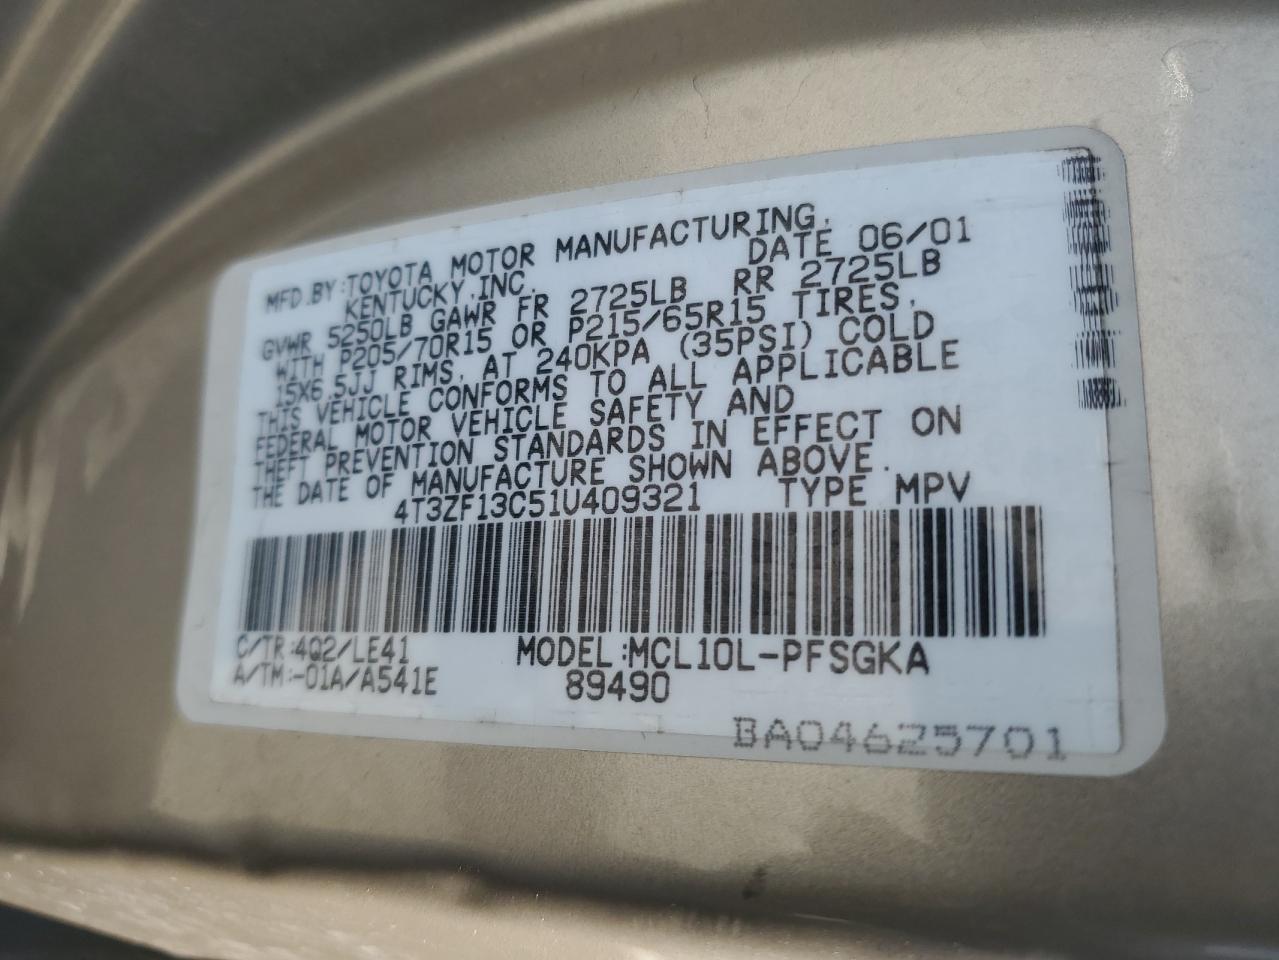 MFD.BY:TOYOTA MOTOR MANUFACTURING,
KENTUCKY,INC. DATE 06/01
GVWR 5250LB GAWR FR 2725LB RR 2725LB
WITH P205/70R15 OR P215/65R15 TIRES,
15X6.5JJ RIMS, AT 240KPA (35PSI) COLD
THIS VEHICLE CONFORMS TO ALL APPLICABLE
FEDERAL MOTOR VEHICLE SAFETY AND
THEFT PREVENTION STANDARDS IN EFFECT ON
THE DATE OF MANUFACTURE SHOWN ABOVE.
4T3ZF13C51U409321 TYPE MPV
C/TR:4Q2/LE41 MODEL:MCL10L-PFSGKA
A/TM:-01A/A541E 89490
BA04625701